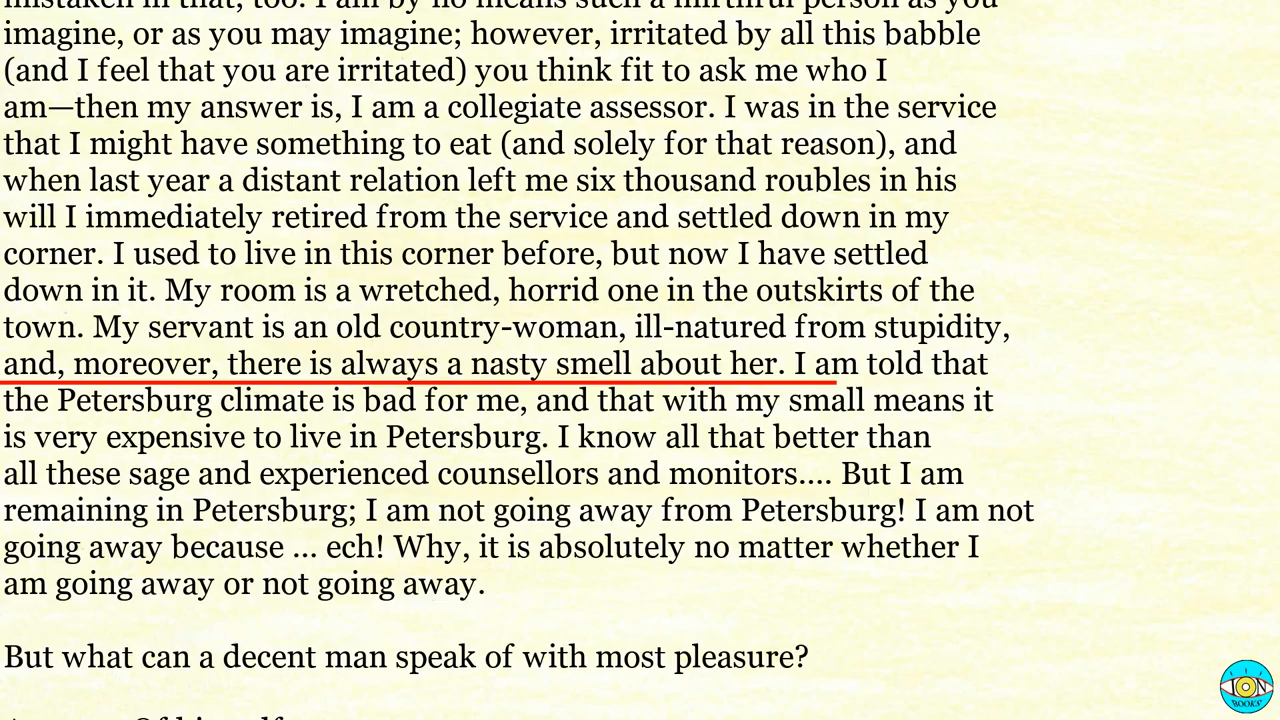 mistaken in that, too. I am by no means such a mirthful person as you
imagine, or as you may imagine; however, irritated by all this babble
(and I feel that you are irritated) you think fit to ask me who I
am—then my answer is, I am a collegiate assessor. I was in the service
that I might have something to eat (and solely for that reason), and
when last year a distant relation left me six thousand roubles in his
will I immediately retired from the service and settled down in my
corner. I used to live in this corner before, but now I have settled
down in it. My room is a wretched, horrid one in the outskirts of the
town. My servant is an old country-woman, ill-natured from stupidity,
and, moreover, there is always a nasty smell about her. I am told that
the Petersburg climate is bad for me, and that with my small means it
is very expensive to live in Petersburg. I know all that better than
all these sage and experienced counsellors and monitors.... But I am
remaining in Petersburg; I am not going away from Petersburg! I am not
going away because ... ech! Why, it is absolutely no matter whether I
am going away or not going away.
But what can a decent man speak of with most pleasure?
ION
BOOKS